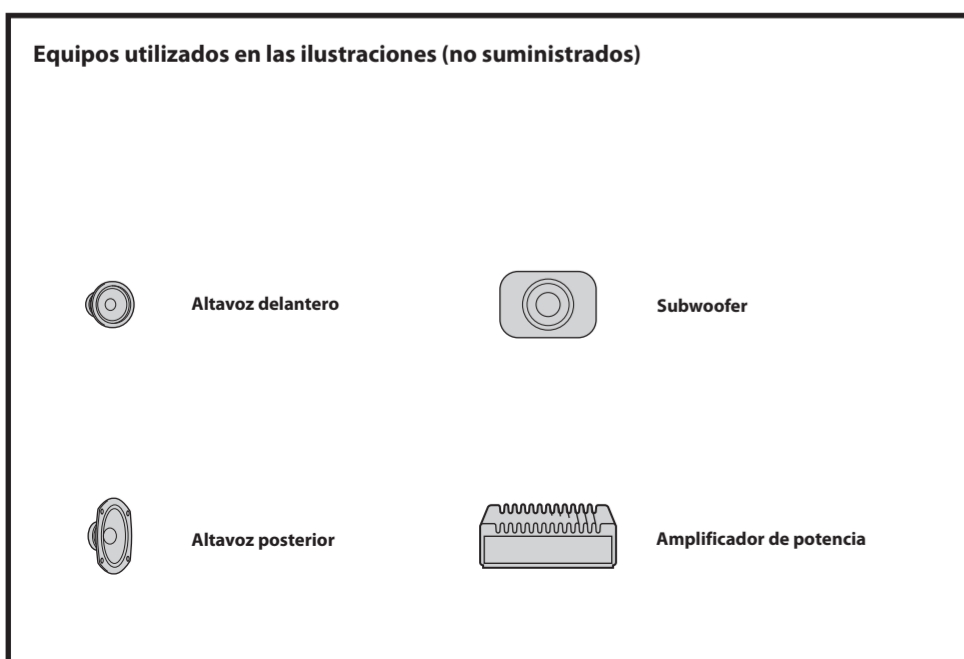 Equipos utilizados en las ilustraciones (no suministrados)
Altavoz delantero
Subwoofer
Altavoz posterior
Amplificador de potencia